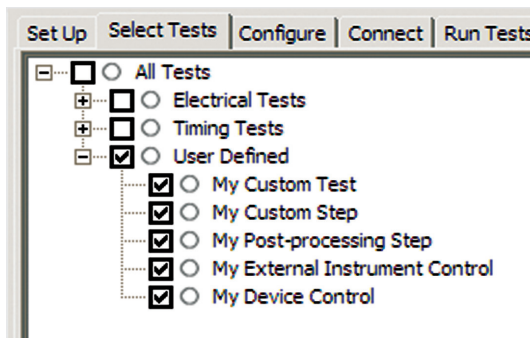 Set Up Select Tests Configure Connect Run Tests
All Tests
Electrical Tests
Timing Tests
User Defined
My Custom Test
My Custom Step
My Post-processing Step
My External Instrument Control
My Device Control